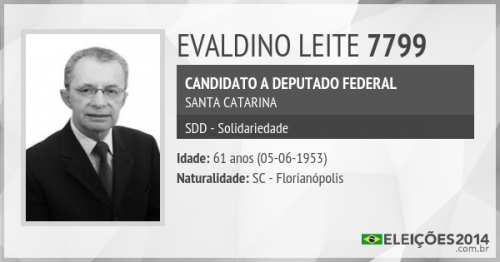 EVALDINO LEITE 7799
CANDIDATO A DEPUTADO FEDERAL
SANTA CATARINA
SDD - Solidariedade
Idade: 61 anos (05-06-1953)
Naturalidade: SC - Florianópolis
ELEIÇÕES2014
.com.br